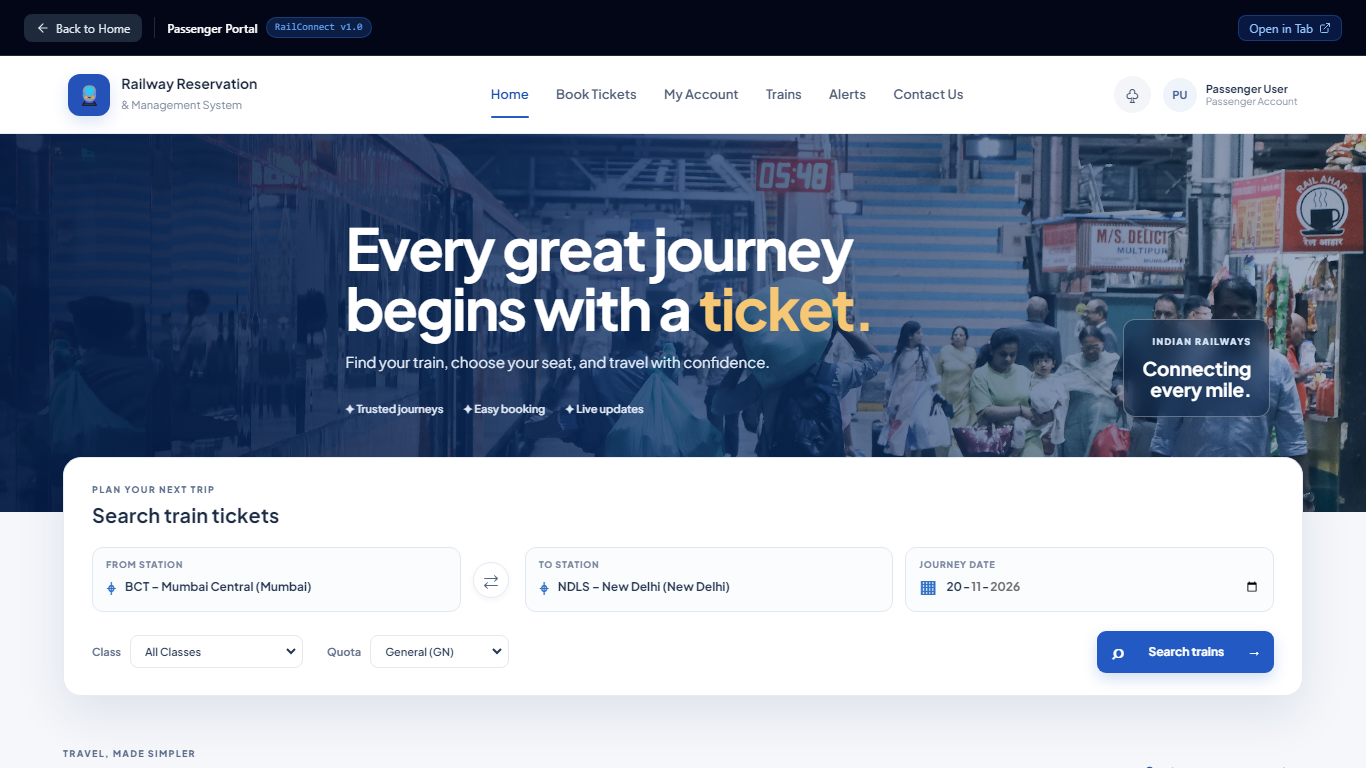 Back to Home
Passenger Portal
RailConnect v1.0
Open in Tab
Railway Reservation
& Management System
Home
Book Tickets
My Account
Trains
Alerts
Contact Us
PU
Passenger User
Passenger Account
05:48
RAIL AHAR
रेल आहार
M/S. DELICT
MULTIPUR
Every great journey
begins with a ticket.
Find your train, choose your seat, and travel with confidence.
✦ Trusted journeys
✦ Easy booking
✦ Live updates
INDIAN RAILWAYS
Connecting
every mile.
PLAN YOUR NEXT TRIP
Search train tickets
FROM STATION
BCT – Mumbai Central (Mumbai)
TO STATION
NDLS – New Delhi (New Delhi)
JOURNEY DATE
20-11-2026
Class
All Classes
Quota
General (GN)
Search trains →
TRAVEL, MADE SIMPLER